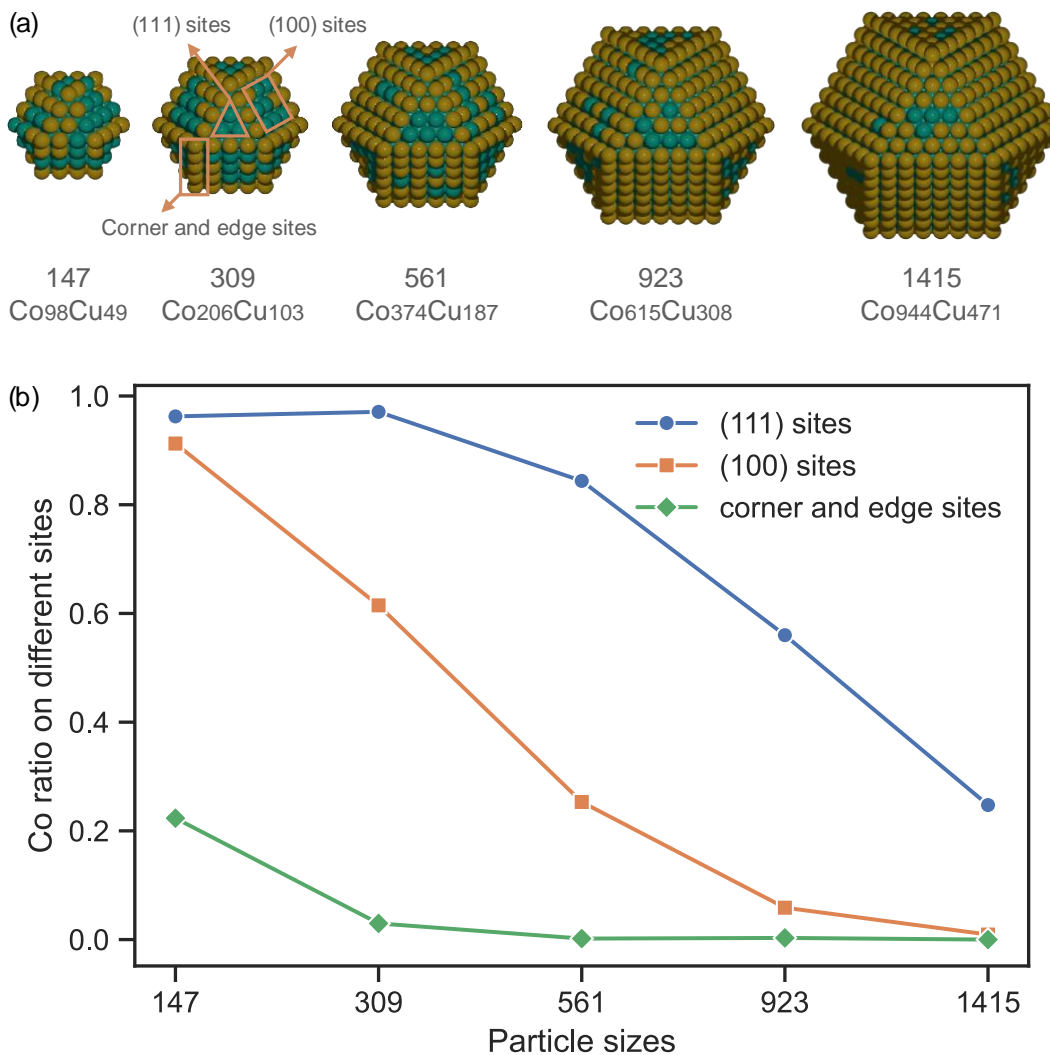 (a)
(111) sites
(100) sites
Corner and edge sites
147
309
561
923
1415
Co98Cu49
Co206Cu103
Co374Cu187
Co615Cu308
Co944Cu471
(b)
1.0
0.8
0.6
0.4
0.2
0.0
Co ratio on different sites
(111) sites
(100) sites
corner and edge sites
147
309
561
923
1415
Particle sizes